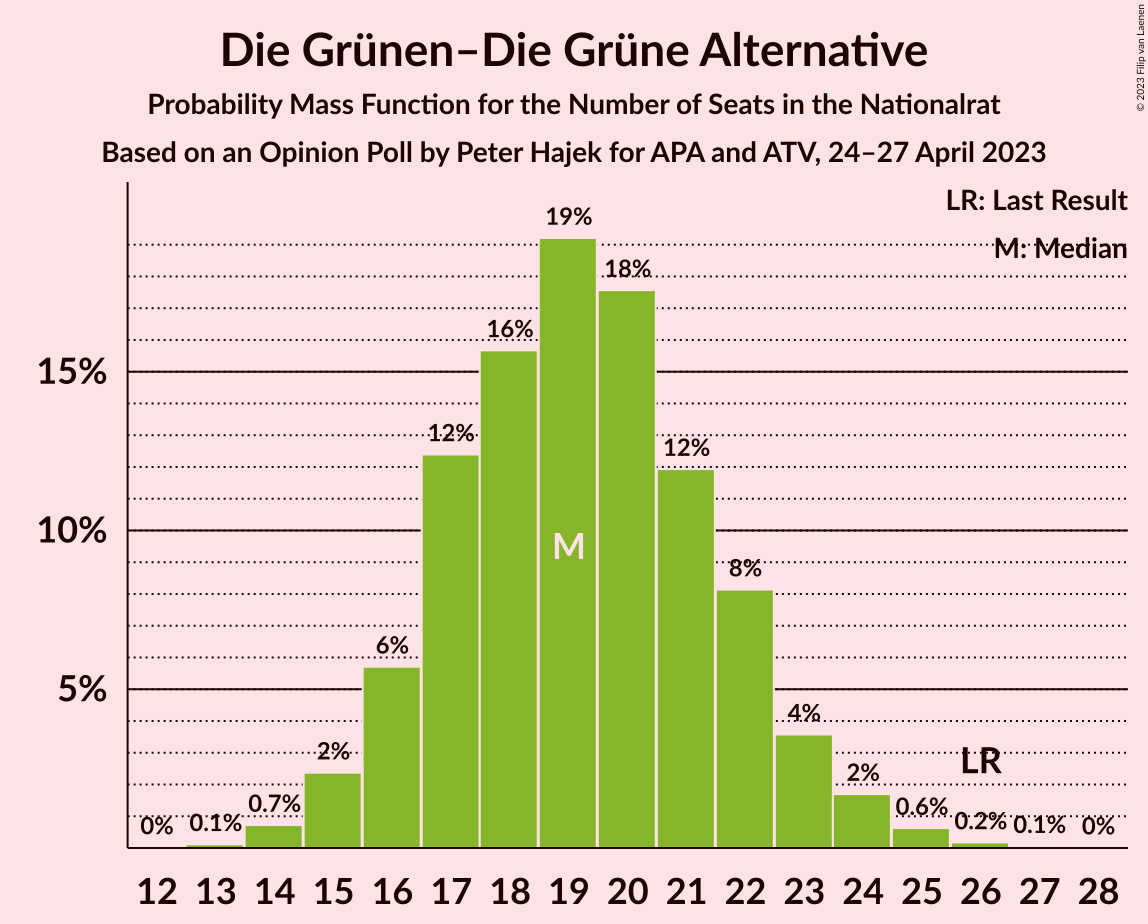 Die Grünen–Die Grüne Alternative
Probability Mass Function for the Number of Seats in the Nationalrat
Based on an Opinion Poll by Peter Hajek for APA and ATV, 24–27 April 2023
© 2023 Filip van Laenen
LR: Last Result
M: Median
15%
10%
5%
0%
0.1%
0.7%
2%
6%
12%
16%
19%
18%
12%
8%
4%
2%
0.6%
0.2%
0.1%
0%
M
LR
12 13 14 15 16 17 18 19 20 21 22 23 24 25 26 27 28